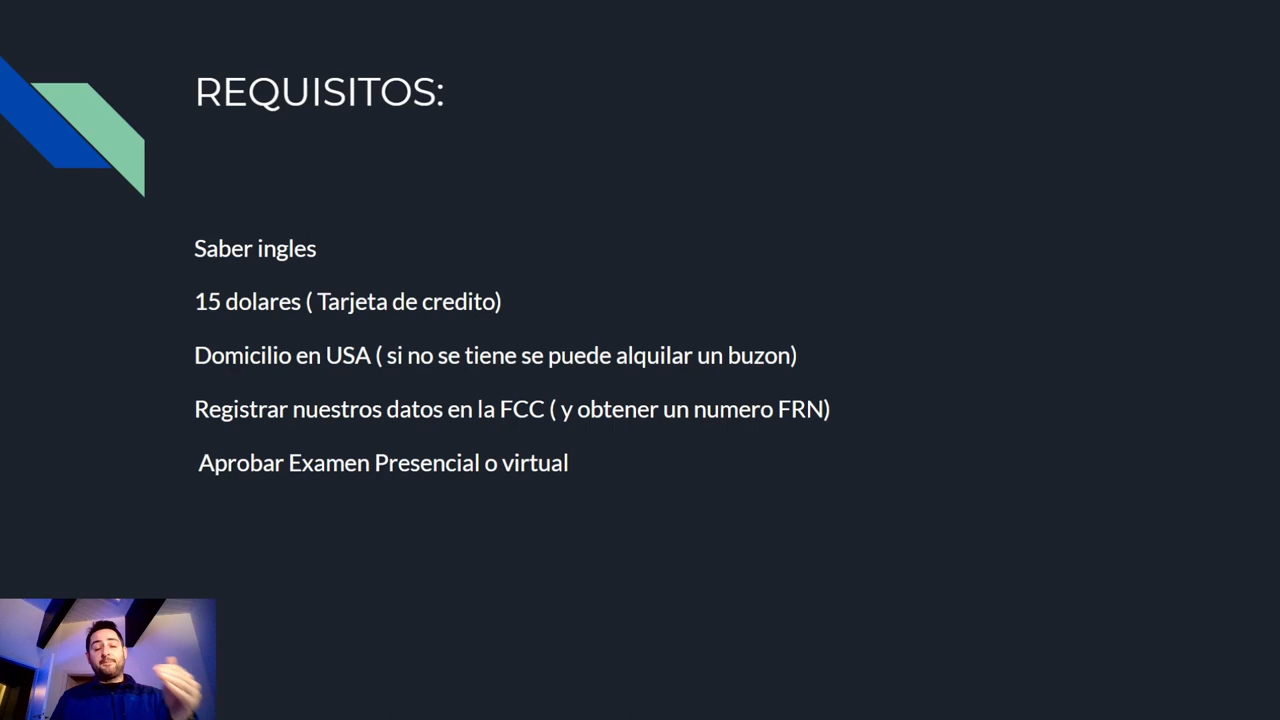 REQUISITOS:
Saber ingles
15 dolares ( Tarjeta de credito)
Domicilio en USA ( si no se tiene se puede alquilar un buzon)
Registrar nuestros datos en la FCC ( y obtener un numero FRN)
Aprobar Examen Presencial o virtual